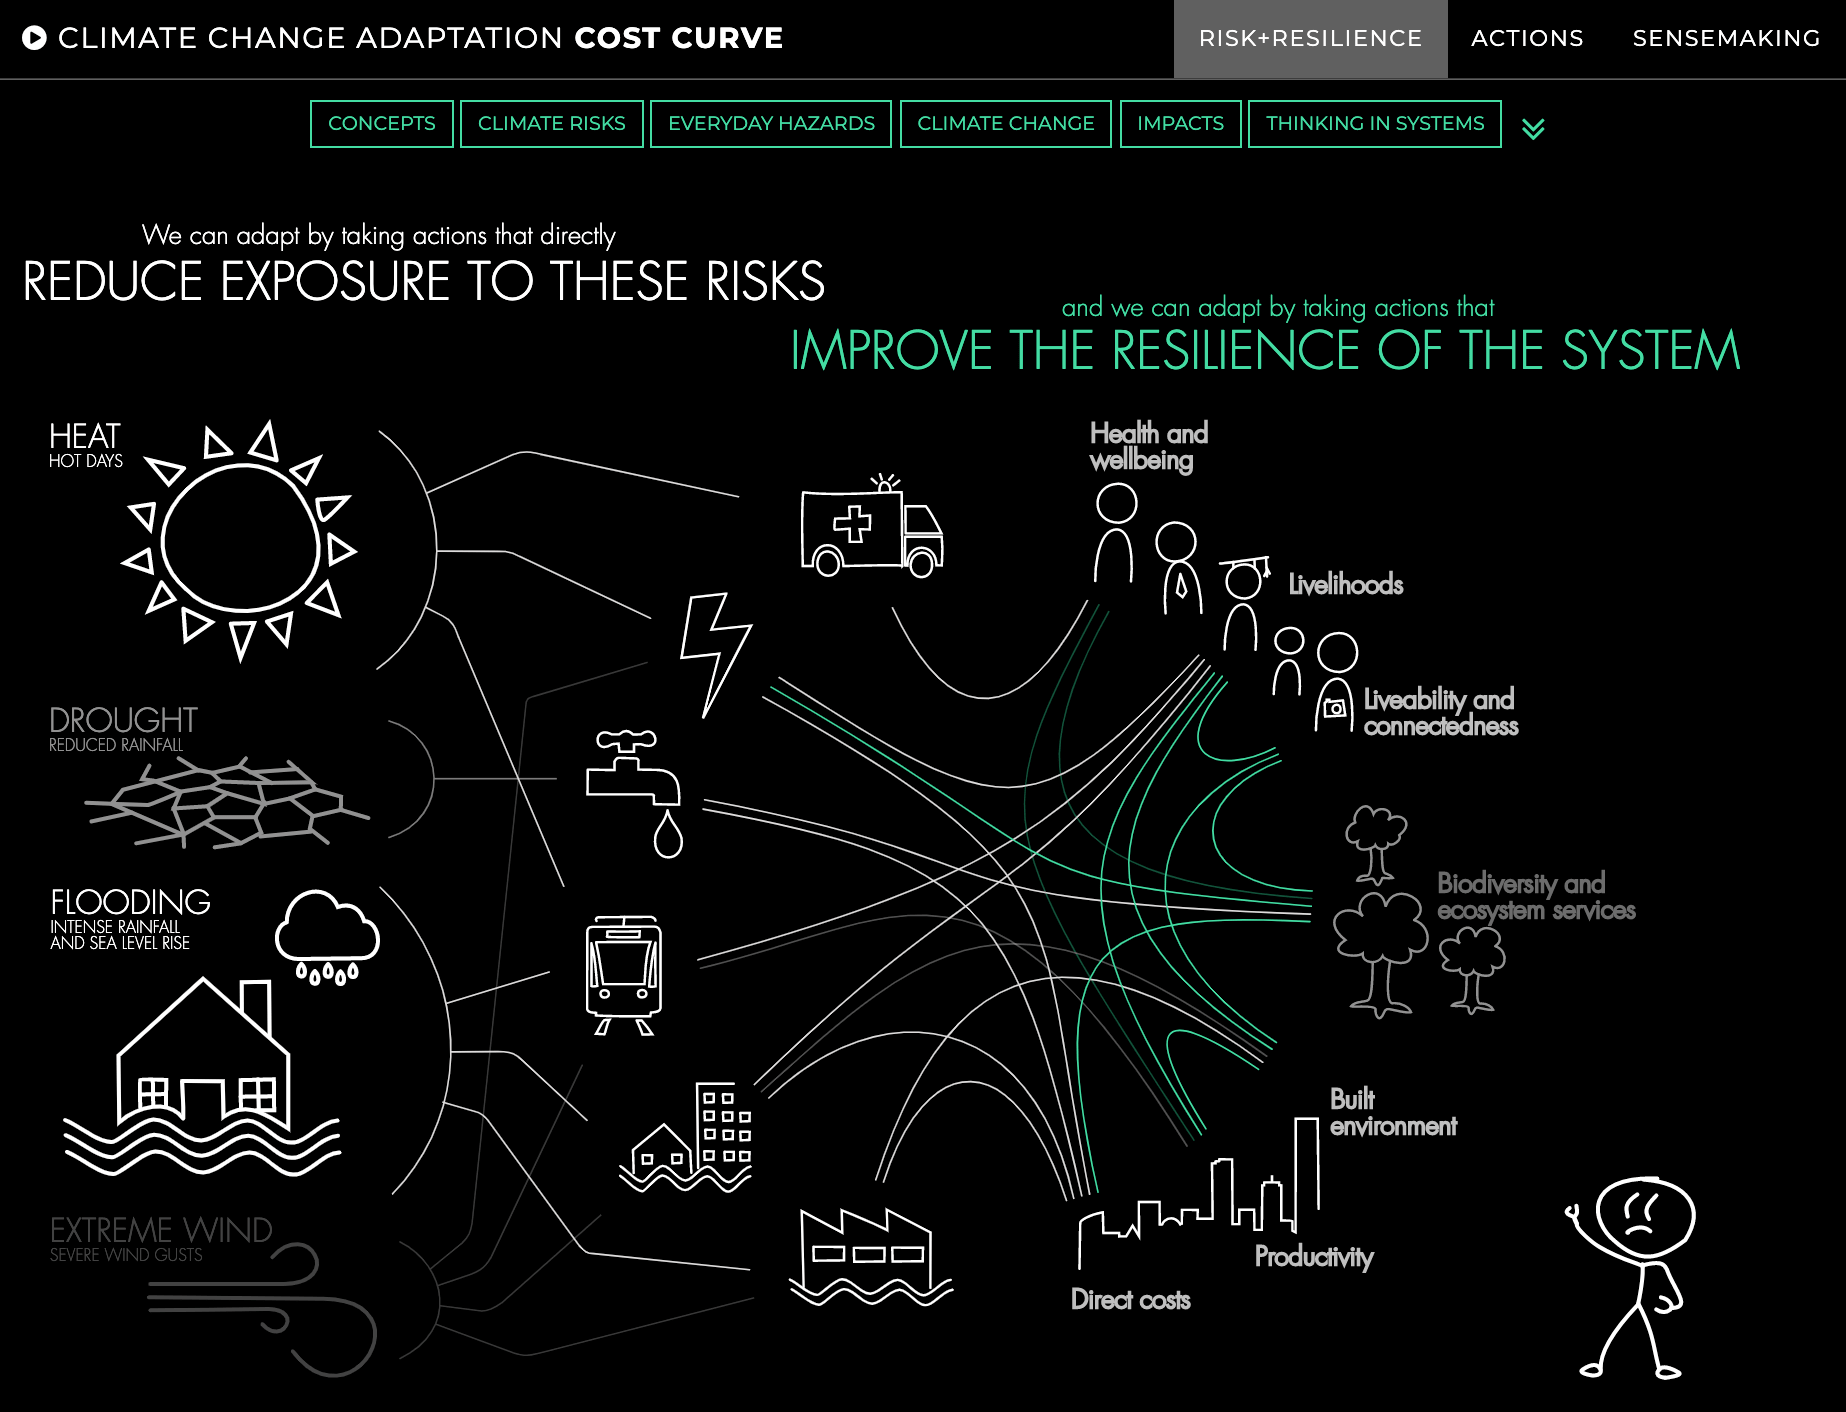 CLIMATE CHANGE ADAPTATION COST CURVE
RISK+RESILIENCE
ACTIONS
SENSEMAKING
CONCEPTS
CLIMATE RISKS
EVERYDAY HAZARDS
CLIMATE CHANGE
IMPACTS
THINKING IN SYSTEMS
We can adapt by taking actions that directly
REDUCE EXPOSURE TO THESE RISKS
and we can adapt by taking actions that
IMPROVE THE RESILIENCE OF THE SYSTEM
HEAT
HOT DAYS
DROUGHT
REDUCED RAINFALL
FLOODING
INTENSE RAINFALL
AND SEA LEVEL RISE
EXTREME WIND
SEVERE WIND GUSTS
Health and
wellbeing
Livelihoods
Liveability and
connectedness
Biodiversity and
ecosystem services
Built
environment
Productivity
Direct costs